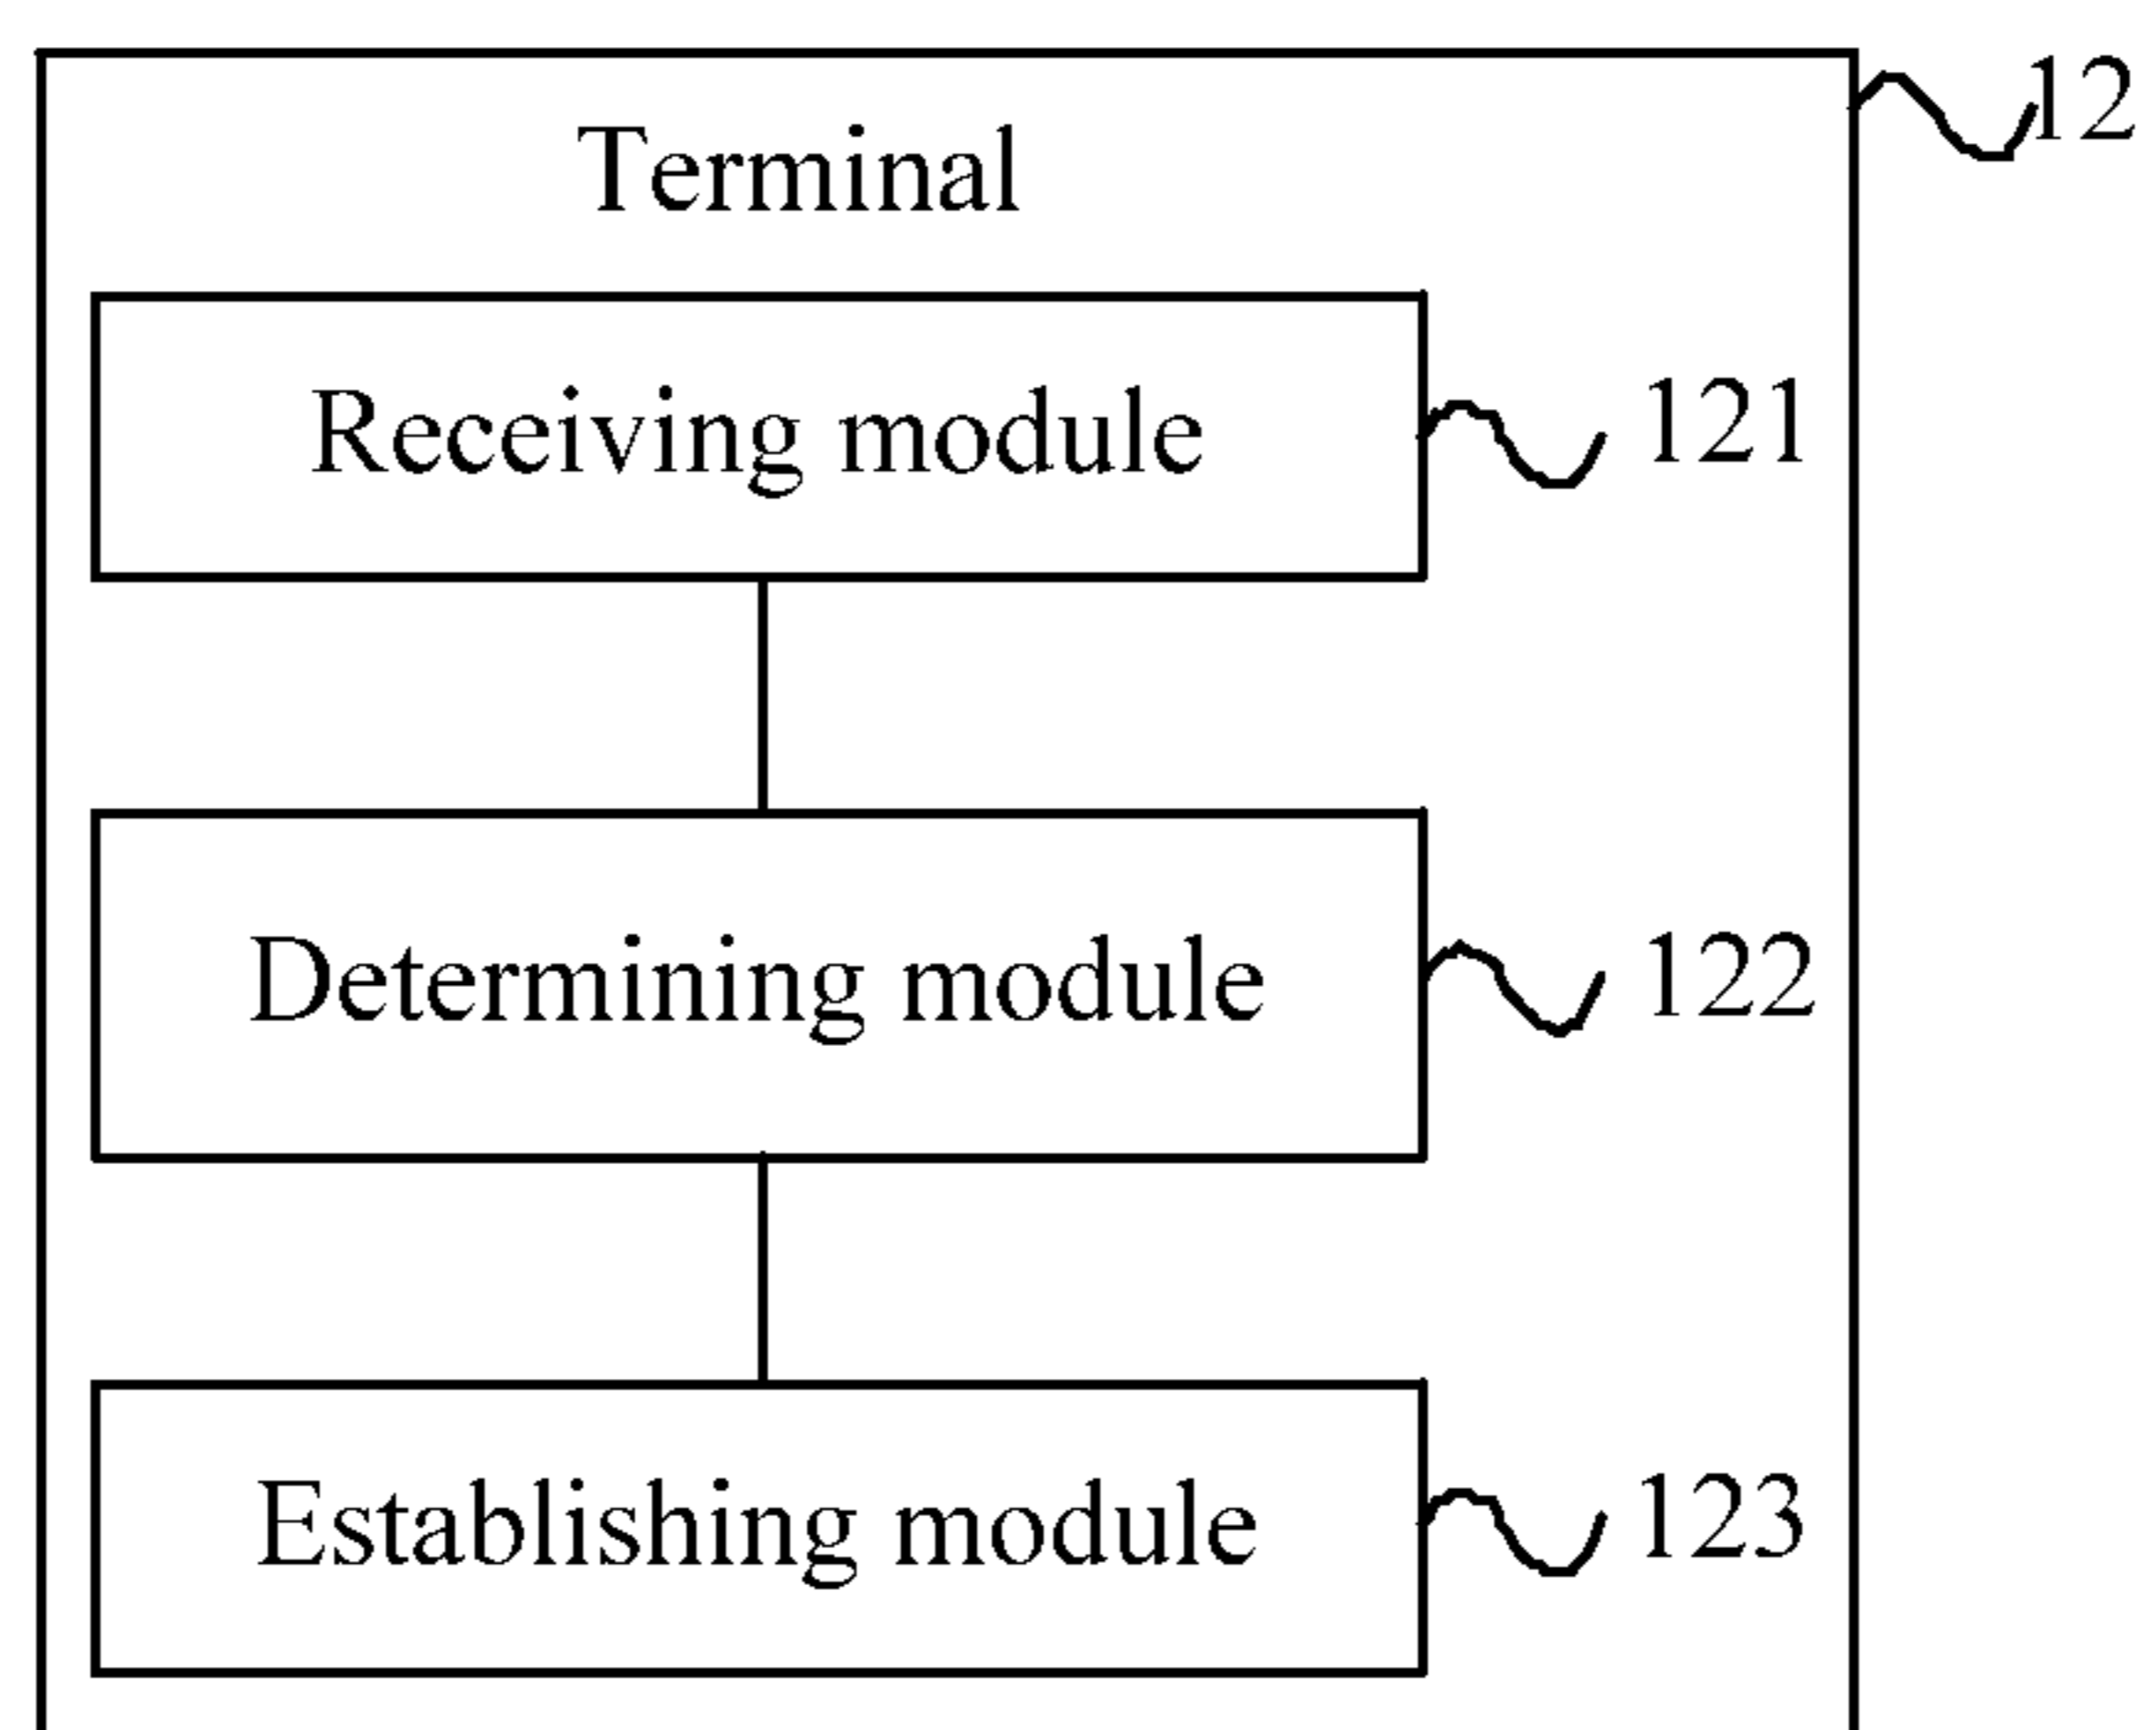 Terminal 12
Receiving module 121
Determining module 122
Establishing module 123